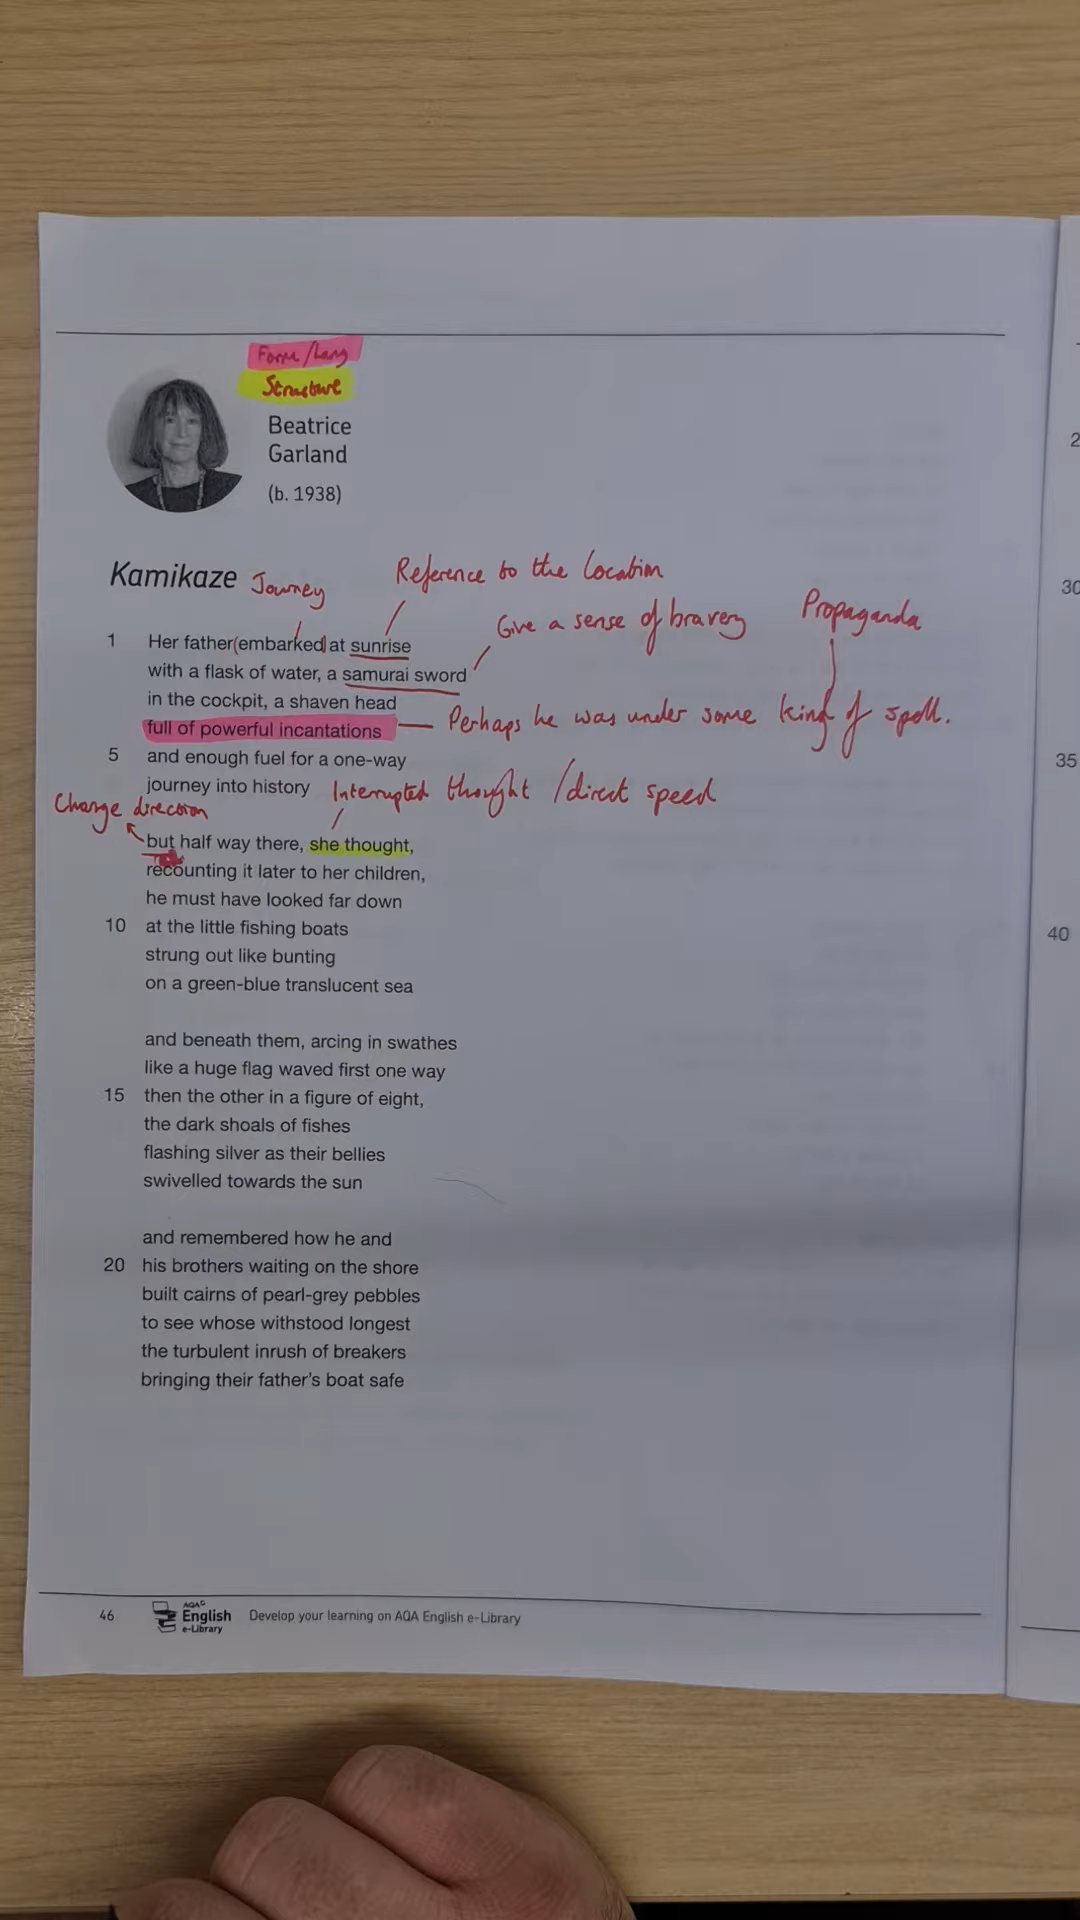 Form/Lang
Structure
Beatrice
Garland
(b. 1938)
Kamikaze
Journey
Reference to the location
Give a sense of bravery
Propaganda
1 Her father (embarked) at sunrise
with a flask of water, a samurai sword
in the cockpit, a shaven head
full of powerful incantations
Perhaps he was under some kind of spell.
5 and enough fuel for a one-way
journey into history
Interrupted thought / direct speed
Change direction
but half way there, she thought,
recounting it later to her children,
he must have looked far down
10 at the little fishing boats
strung out like bunting
on a green-blue translucent sea
and beneath them, arcing in swathes
like a huge flag waved first one way
15 then the other in a figure of eight,
the dark shoals of fishes
flashing silver as their bellies
swivelled towards the sun
and remembered how he and
20 his brothers waiting on the shore
built cairns of pearl-grey pebbles
to see whose withstood longest
the turbulent inrush of breakers
bringing their father's boat safe
46 AQA English e-Library Develop your learning on AQA English e-Library
2
30
35
40